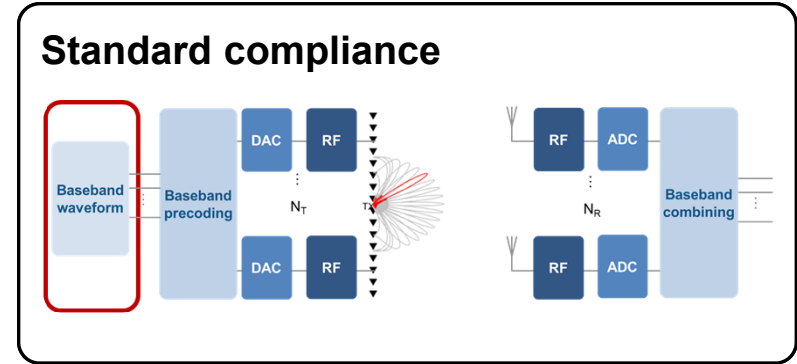 Standard compliance
Baseband
waveform
Baseband
precoding
DAC
RF
⋮
N_T
DAC
RF
TX
RF
ADC
⋮
N_R
RF
ADC
Baseband
combining